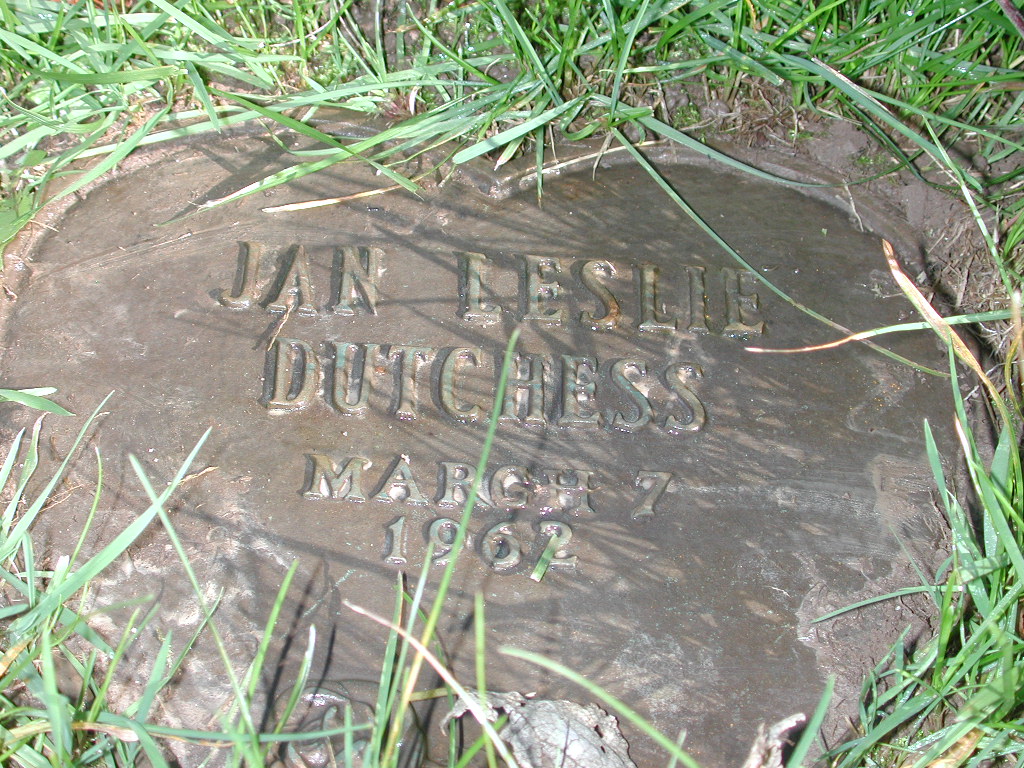 JAN LESLIE
DUTCHESS
MARCH 7
1962